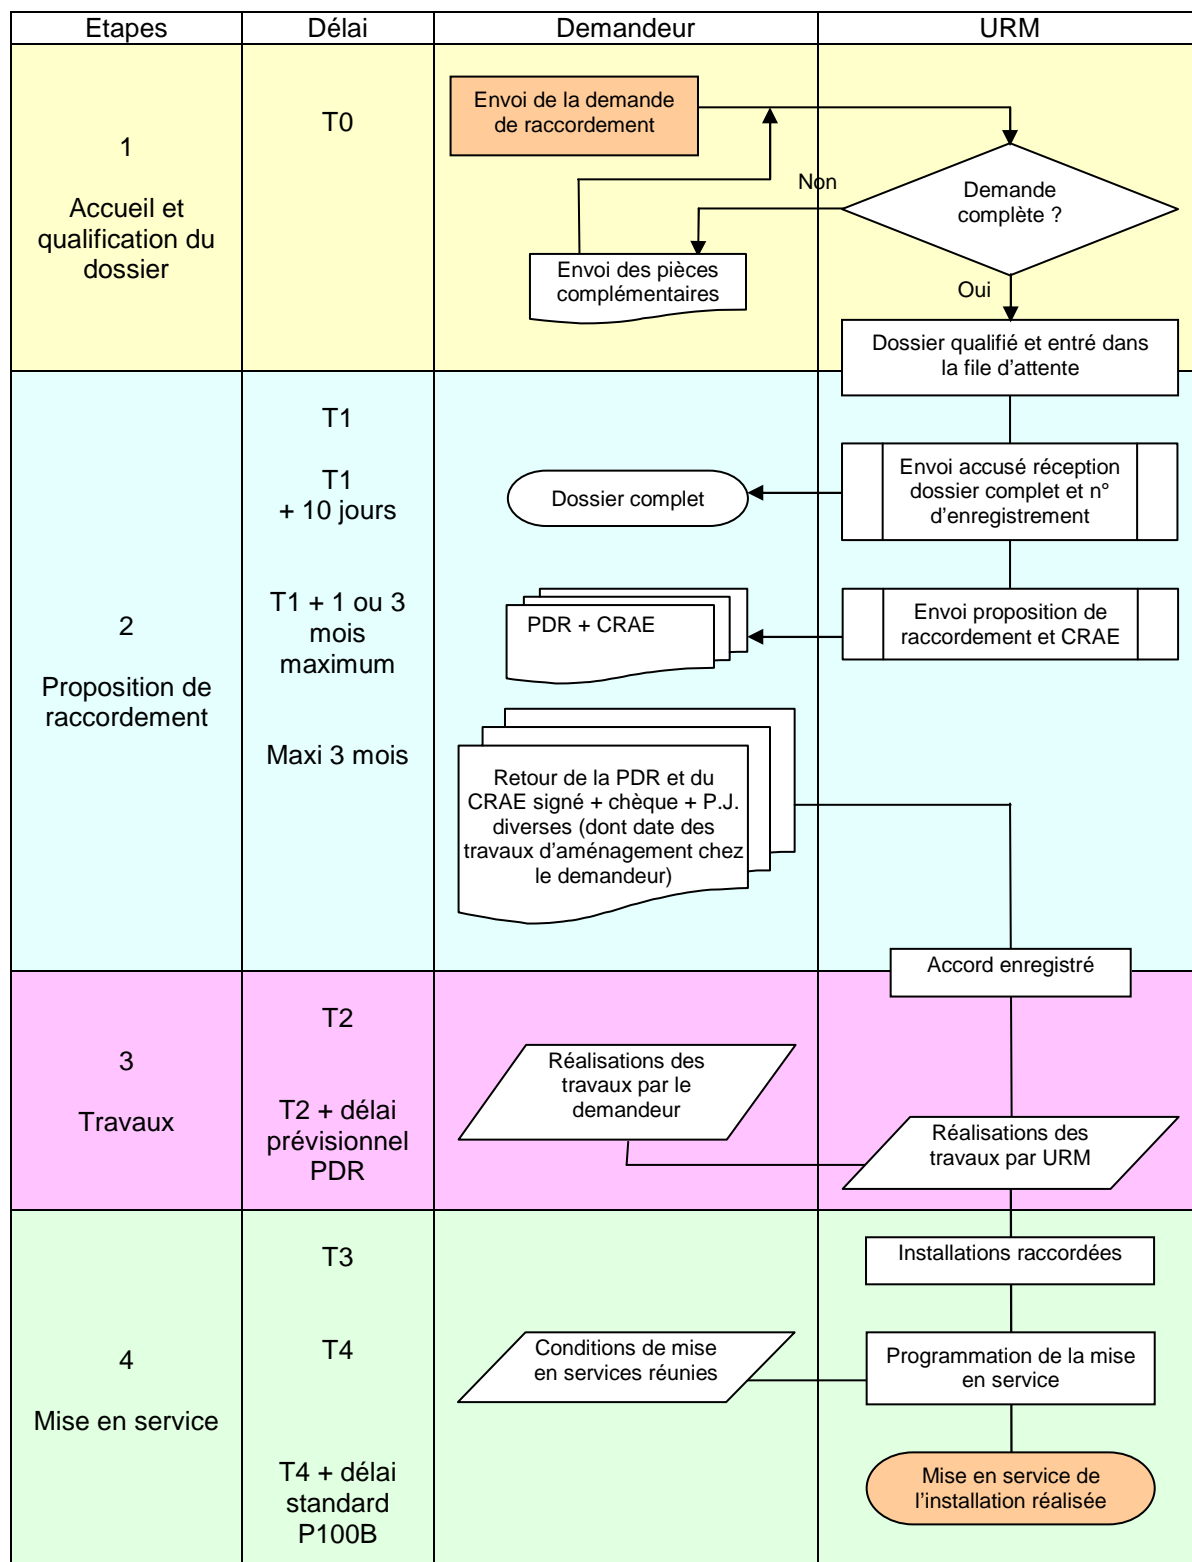 Etapes
Délai
Demandeur
URM
1
Accueil et
qualification du
dossier
T0
Envoi de la demande
de raccordement
Non
Demande
complète ?
Envoi des pièces
complémentaires
Oui
Dossier qualifié et entré dans
la file d'attente
2
Proposition de
raccordement
T1
T1
+ 10 jours
Dossier complet
Envoi accusé réception
dossier complet et n°
d'enregistrement
T1 + 1 ou 3
mois
maximum
PDR + CRAE
Envoi proposition de
raccordement et CRAE
Maxi 3 mois
Retour de la PDR et du
CRAE signé + chèque + P.J.
diverses (dont date des
travaux d'aménagement chez
le demandeur)
Accord enregistré
3
Travaux
T2
T2 + délai
prévisionnel
PDR
Réalisations des
travaux par le
demandeur
Réalisations des
travaux par URM
4
Mise en service
T3
Installations raccordées
T4
Conditions de mise
en services réunies
Programmation de la mise
en service
T4 + délai
standard
P100B
Mise en service de
l'installation réalisée